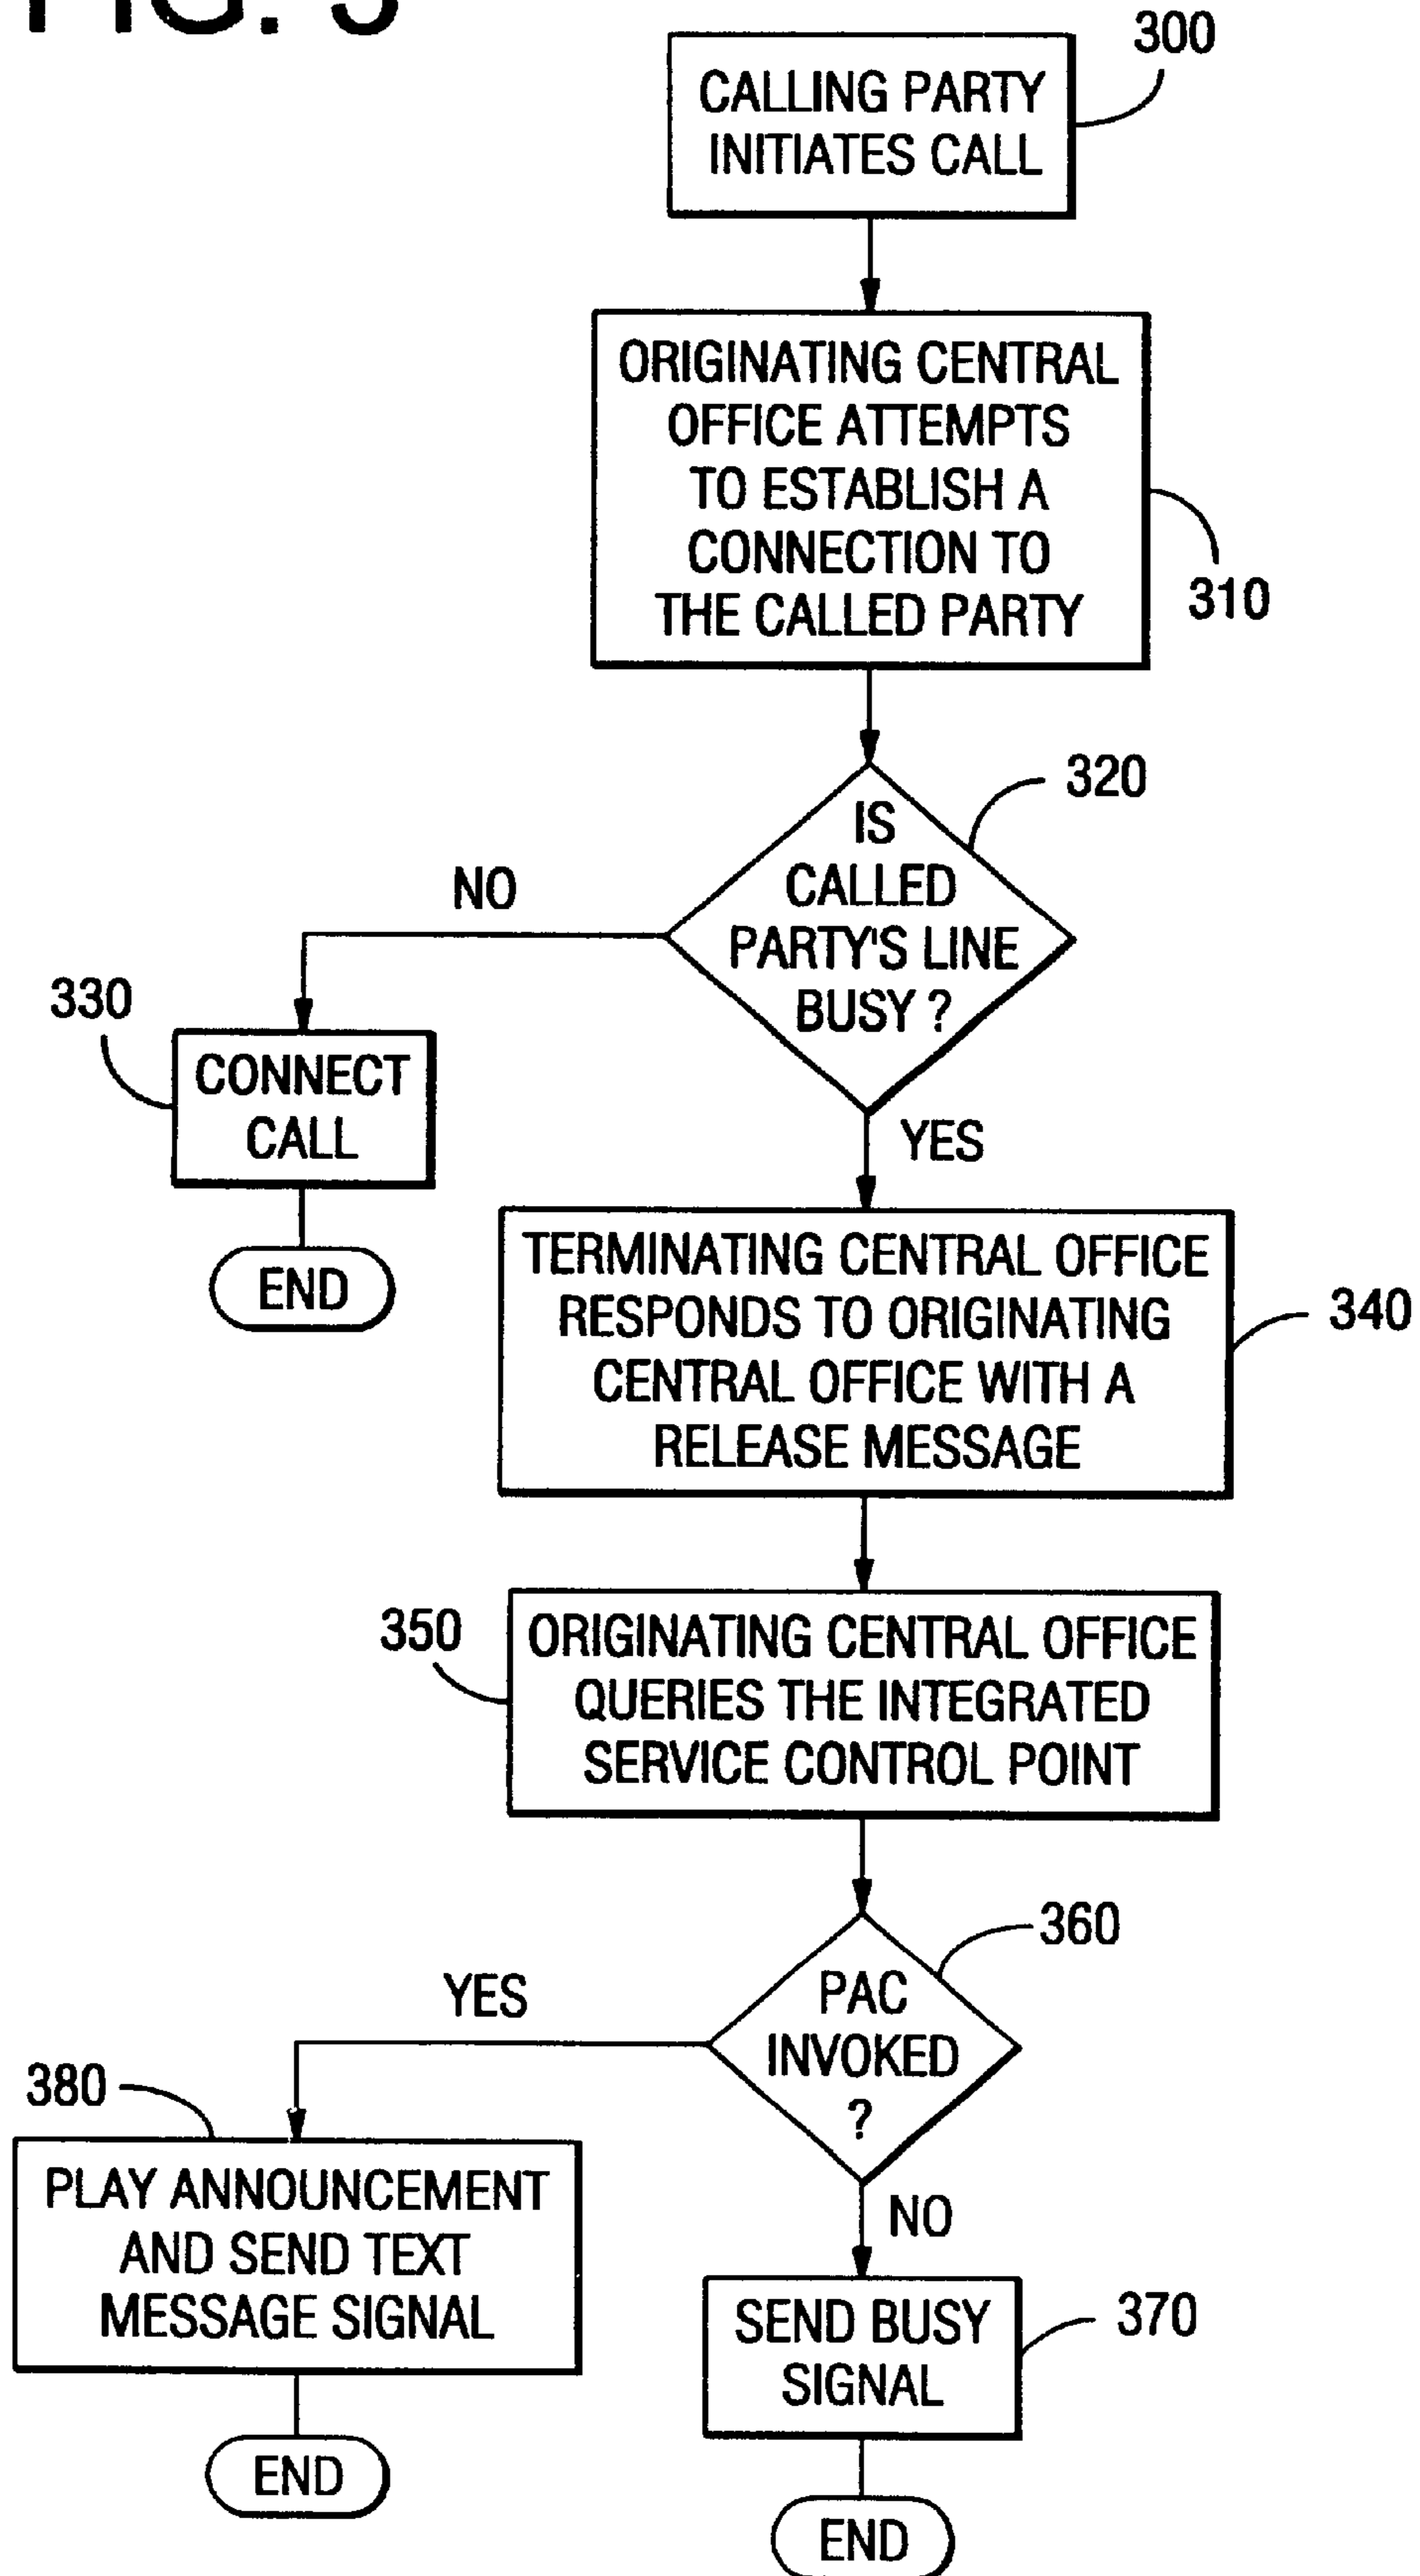 FIG.
300
CALLING PARTY
INITIATES CALL
ORIGINATING CENTRAL
OFFICE ATTEMPTS
TO ESTABLISH A
CONNECTION TO
THE CALLED PARTY
310
320
IS
CALLED
PARTY'S LINE
BUSY ?
NO
330
CONNECT
CALL
END
YES
TERMINATING CENTRAL OFFICE
RESPONDS TO ORIGINATING
CENTRAL OFFICE WITH A
RELEASE MESSAGE
340
350
ORIGINATING CENTRAL OFFICE
QUERIES THE INTEGRATED
SERVICE CONTROL POINT
360
PAC
INVOKED
?
YES
380
PLAY ANNOUNCEMENT
AND SEND TEXT
MESSAGE SIGNAL
END
NO
SEND BUSY
SIGNAL
370
END